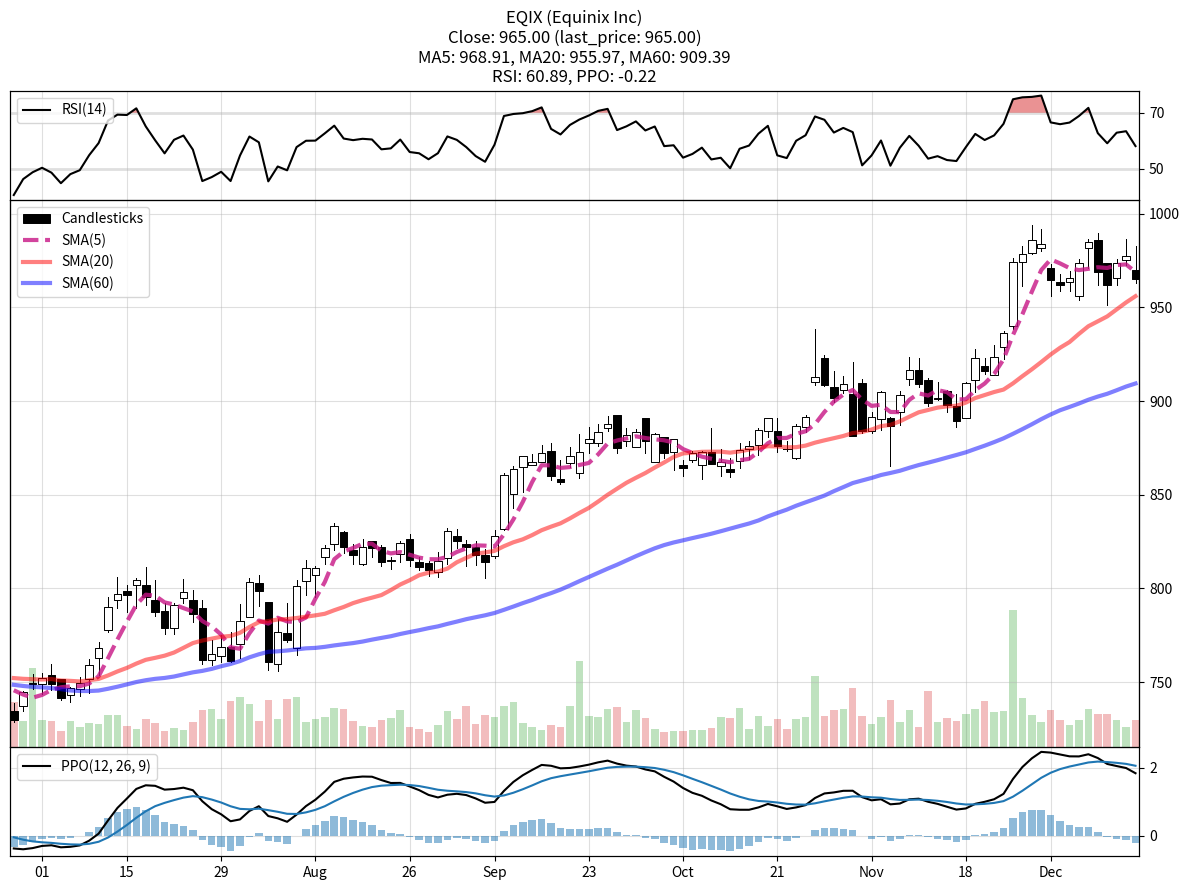 EQIX (Equinix Inc)
Close: 965.00 (last_price: 965.00)
MA5: 968.91, MA20: 955.97, MA60: 909.39
RSI: 60.89, PPO: -0.22
RSI(14)
70
50
Candlesticks
SMA(5)
SMA(20)
SMA(60)
1000
950
900
850
800
750
PPO(12, 26, 9)
2
0
01 15 29 Aug 26 Sep 23 Oct 21 Nov 18 Dec